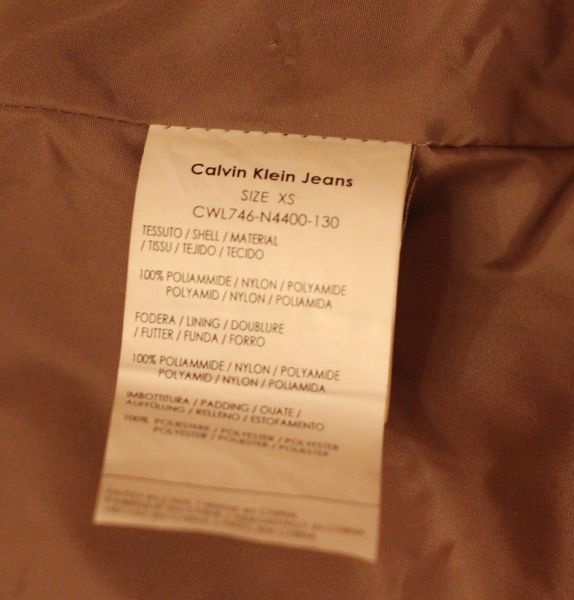 Calvin Klein Jeans
SIZE XS
CWL746-N4400-130
TESSUTO / SHELL / MATERIAL
/ TISSU / TEJIDO / TECIDO
100% POLIAMMIDE / NYLON / POLYAMIDE
POLYAMID / NYLON / POLIAMIDA
FODERA / LINING / DOUBLURE
/ FUTTER / FUNDA / FORRO
100% POLIAMMIDE / NYLON / POLYAMIDE
POLYAMID / NYLON / POLIAMIDA
IMBOTTITURA / PADDING / OUATE /
AUFFÜLLUNG / RELLENO / ESTOFAMENTO
100% POLIESTERE / POLYESTER / POLYESTER
POLYESTER / POLIESTER / POLIESTER